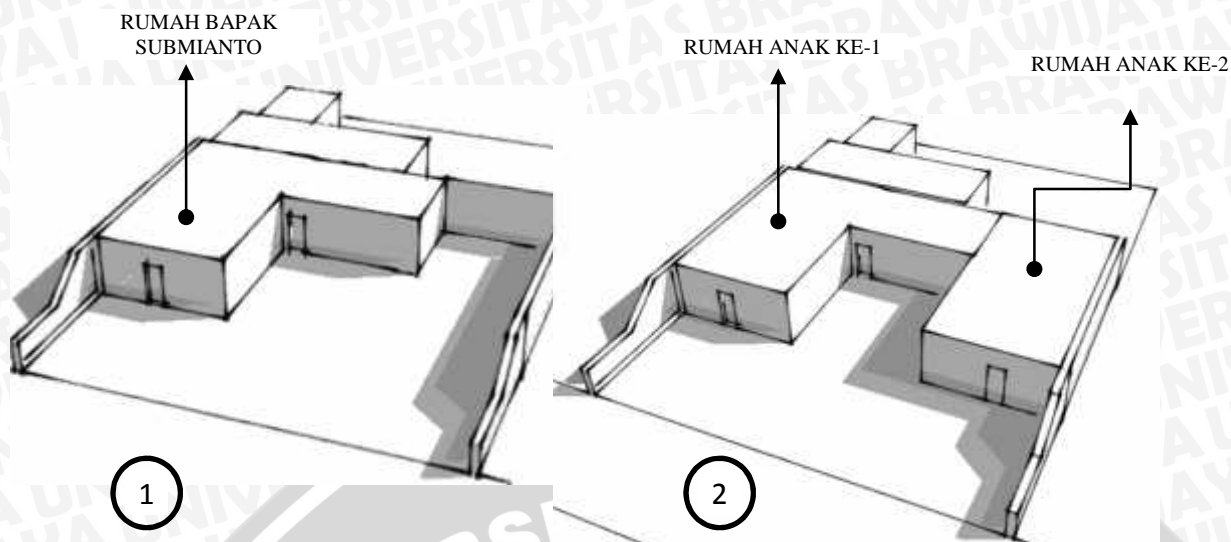 RUMAH BAPAK
SUBMIANTO
RUMAH ANAK KE-1
RUMAH ANAK KE-2
1
2